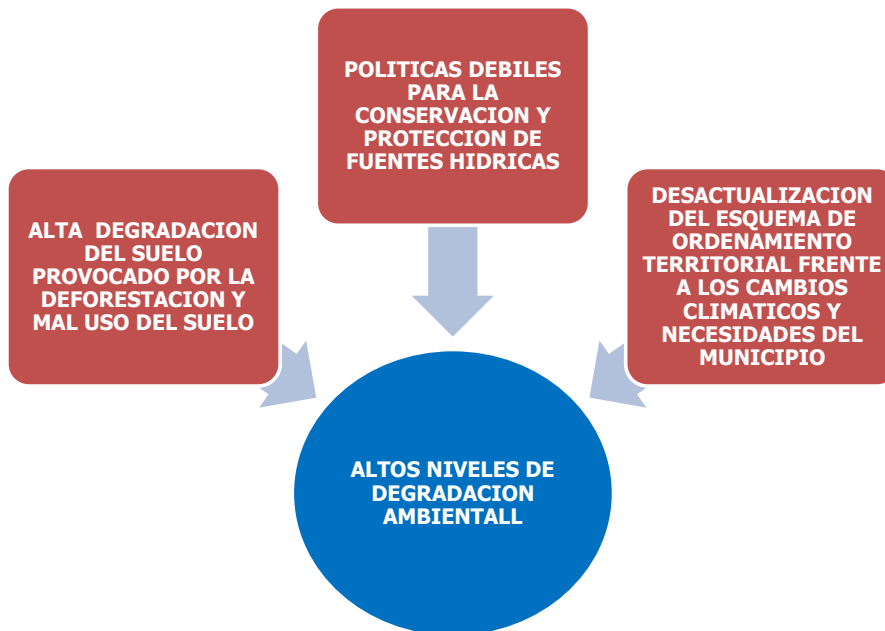 POLITICAS DEBILES
PARA LA
CONSERVACION Y
PROTECCION DE
FUENTES HIDRICAS
ALTA DEGRADACION
DEL SUELO
PROVOCADO POR LA
DEFORESTACION Y
MAL USO DEL SUELO
DESACTUALIZACION
DEL ESQUEMA DE
ORDENAMIENTO
TERRITORIAL FRENTE
A LOS CAMBIOS
CLIMATICOS Y
NECESIDADES DEL
MUNICIPIO
ALTOS NIVELES DE
DEGRADACION
AMBIENTALL